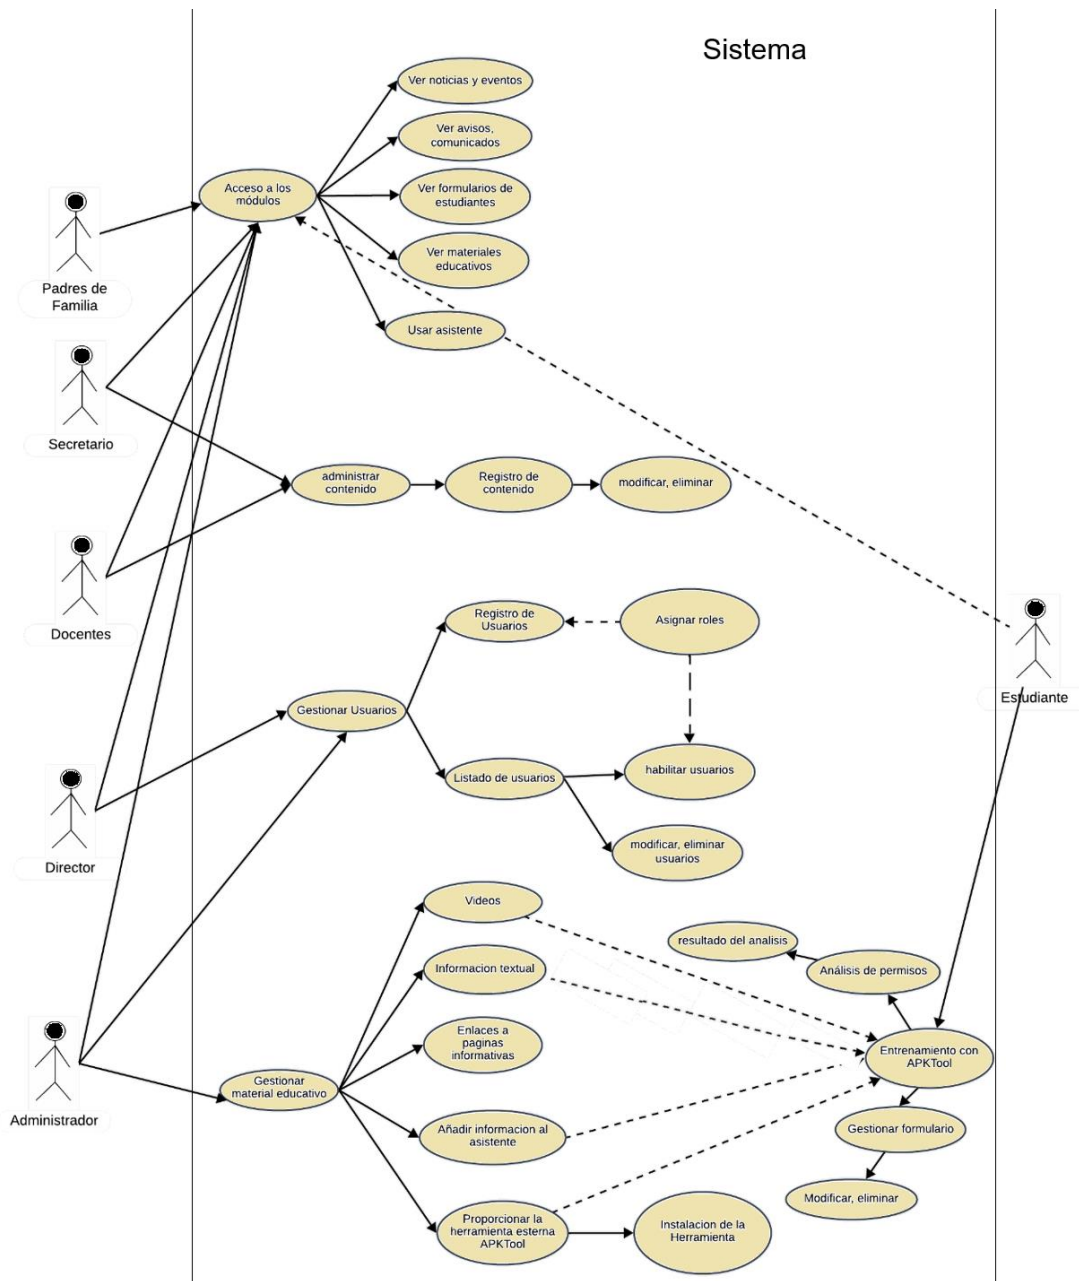 Sistema
Ver noticias y eventos
Ver avisos,
comunicados
Acceso a los
módulos
Ver formularios de
estudiantes
Ver materiales
educativos
Usar asistente
Padres de
Familia
Secretario
administrar
contenido
Registro de
contenido
modificar, eliminar
Docentes
Registro de
Usuarios
Asignar roles
Estudiante
Gestionar Usuarios
Listado de usuarios
habilitar usuarios
modificar, eliminar
usuarios
Director
Videos
resultado del analisis
Informacion textual
Análisis de permisos
Enlaces a
paginas
informativas
Entrenamiento con
APKTool
Gestionar
material educativo
Administrador
Añadir informacion al
asistente
Gestionar formulario
Modificar, eliminar
Proporcionar la
herramienta esterna
APKTool
Instalacion de la
Herramienta